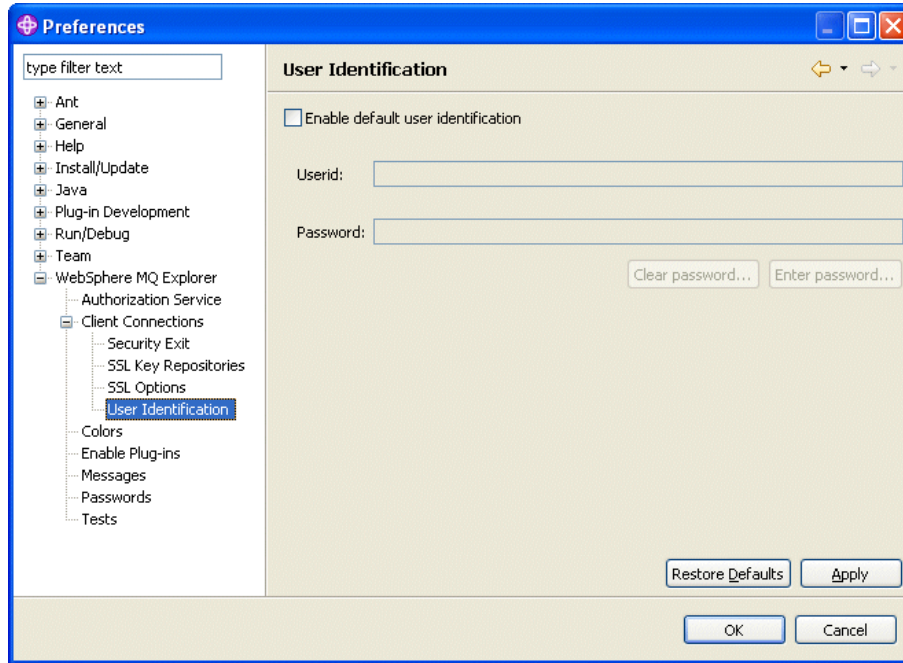 Preferences
type filter text
User Identification
Ant
General
Help
Install/Update
Java
Plug-in Development
Run/Debug
Team
WebSphere MQ Explorer
Authorization Service
Client Connections
Security Exit
SSL Key Repositories
SSL Options
User Identification
Colors
Enable Plug-ins
Messages
Passwords
Tests
Enable default user identification
Userid:
Password:
Clear password... Enter password...
Restore Defaults Apply
OK Cancel